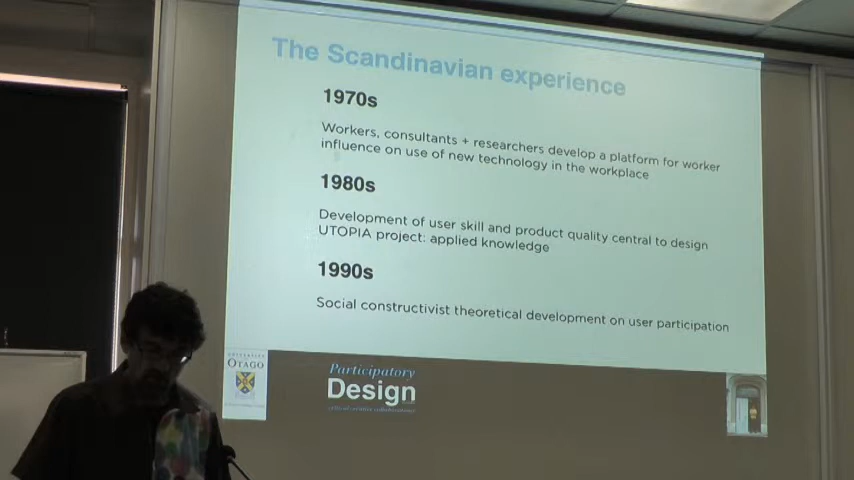 The Scandinavian experience
1970s
Workers, consultants + researchers develop a platform for worker
influence on use of new technology in the workplace
1980s
Development of user skill and product quality central to design
UTOPIA project: applied knowledge
1990s
Social constructivist theoretical development on user participation
OTAGO
Participatory
Design